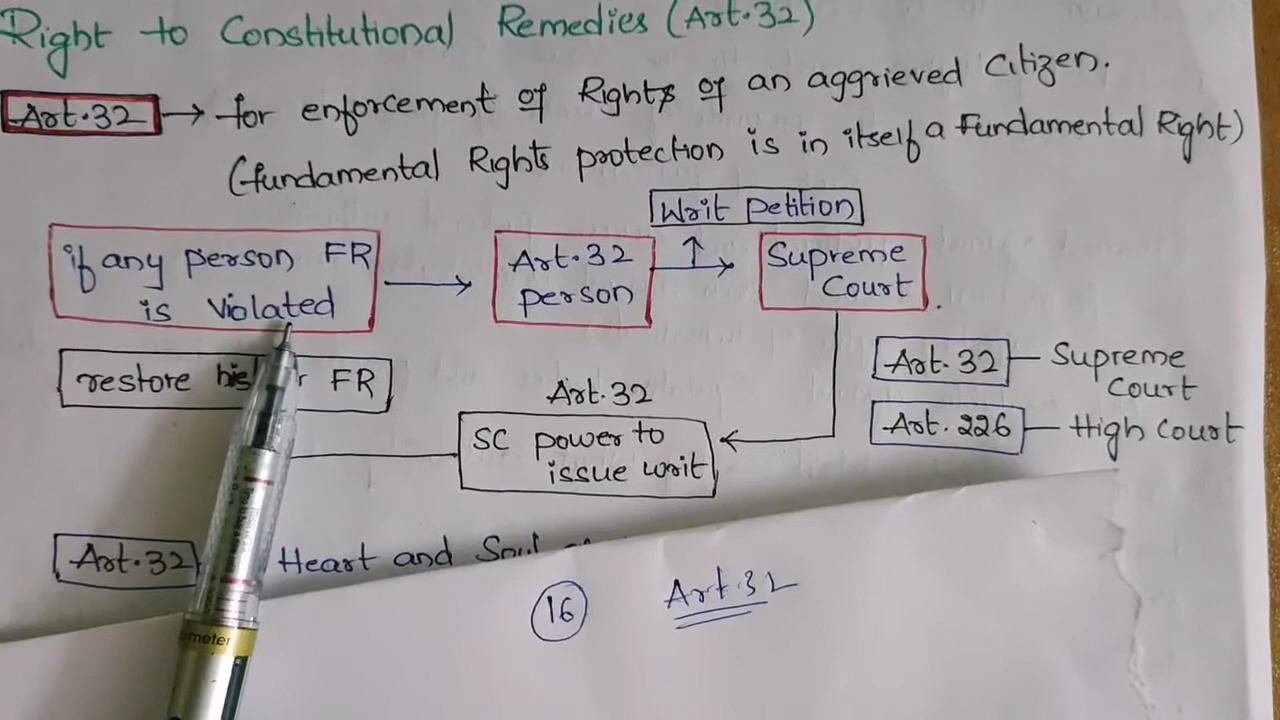 Right to Constitutional Remedies (Art.32)
Art.32 → for enforcement of Rights of an aggrieved Citizen.
(fundamental Rights protection is in itself a Fundamental Right)
Writ Petition
if any person FR
is violated
Art.32
person
Supreme
Court
restore his FR
Art.32
SC power to
issue writ
Art.32 — Supreme
Court
Art.226 — High Court
Art.32 Heart and Soul
16 Art.32
meter